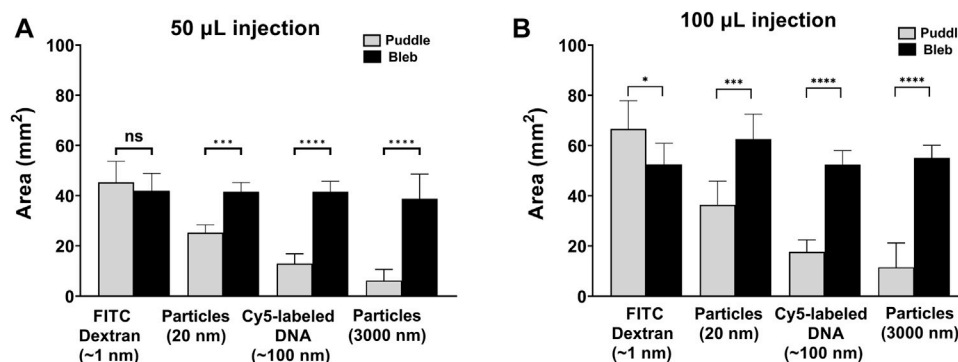 A
50 µL injection
Puddle
Bleb
Area (mm²)
100
80
60
40
20
0
ns
***
****
****
FITC
Dextran
(~1 nm)
Particles
(20 nm)
Cy5-labeled
DNA
(~100 nm)
Particles
(3000 nm)
B
100 µL injection
Puddl
Bleb
Area (mm²)
100
80
60
40
20
0
*
***
****
****
FITC
Dextran
(~1 nm)
Particles
(20 nm)
Cy5-labeled
DNA
(~100 nm)
Particles
(3000 nm)